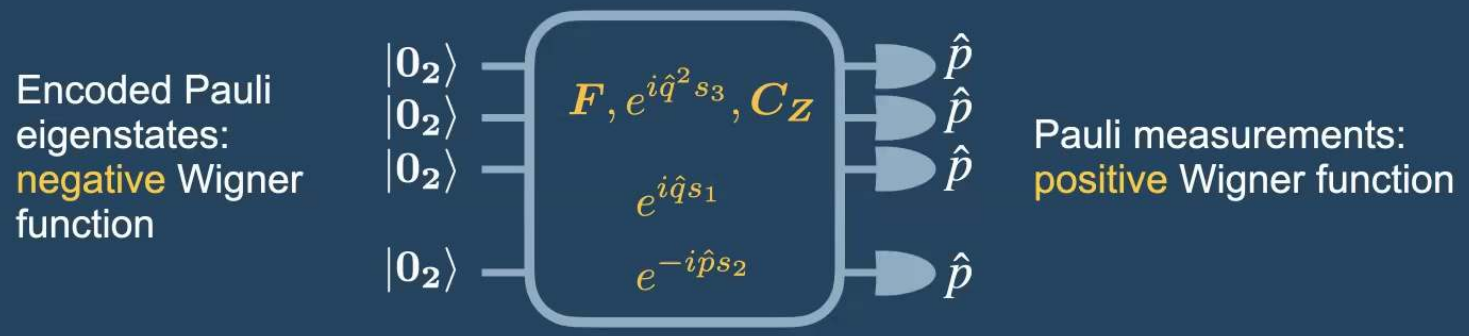 Encoded Pauli
eigenstates:
negative Wigner
function
|0₂⟩
|0₂⟩
|0₂⟩
|0₂⟩
F, e^{iq̂²s₃}, C_Z
e^{iq̂s₁}
e^{-ip̂s₂}
p̂
p̂
p̂
p̂
Pauli measurements:
positive Wigner function